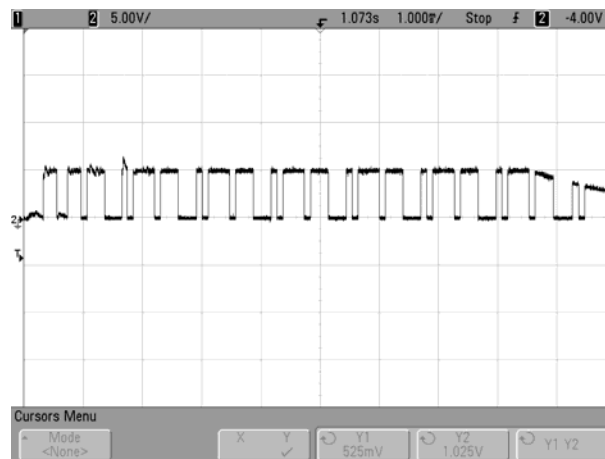 1 2 5.00V/ 1.073s 1.000ms/ Stop 2 -4.00V
2
T
Cursors Menu
Mode X Y Y1 Y2 Y1 Y2
<None> ✓ 525mV 1.025V